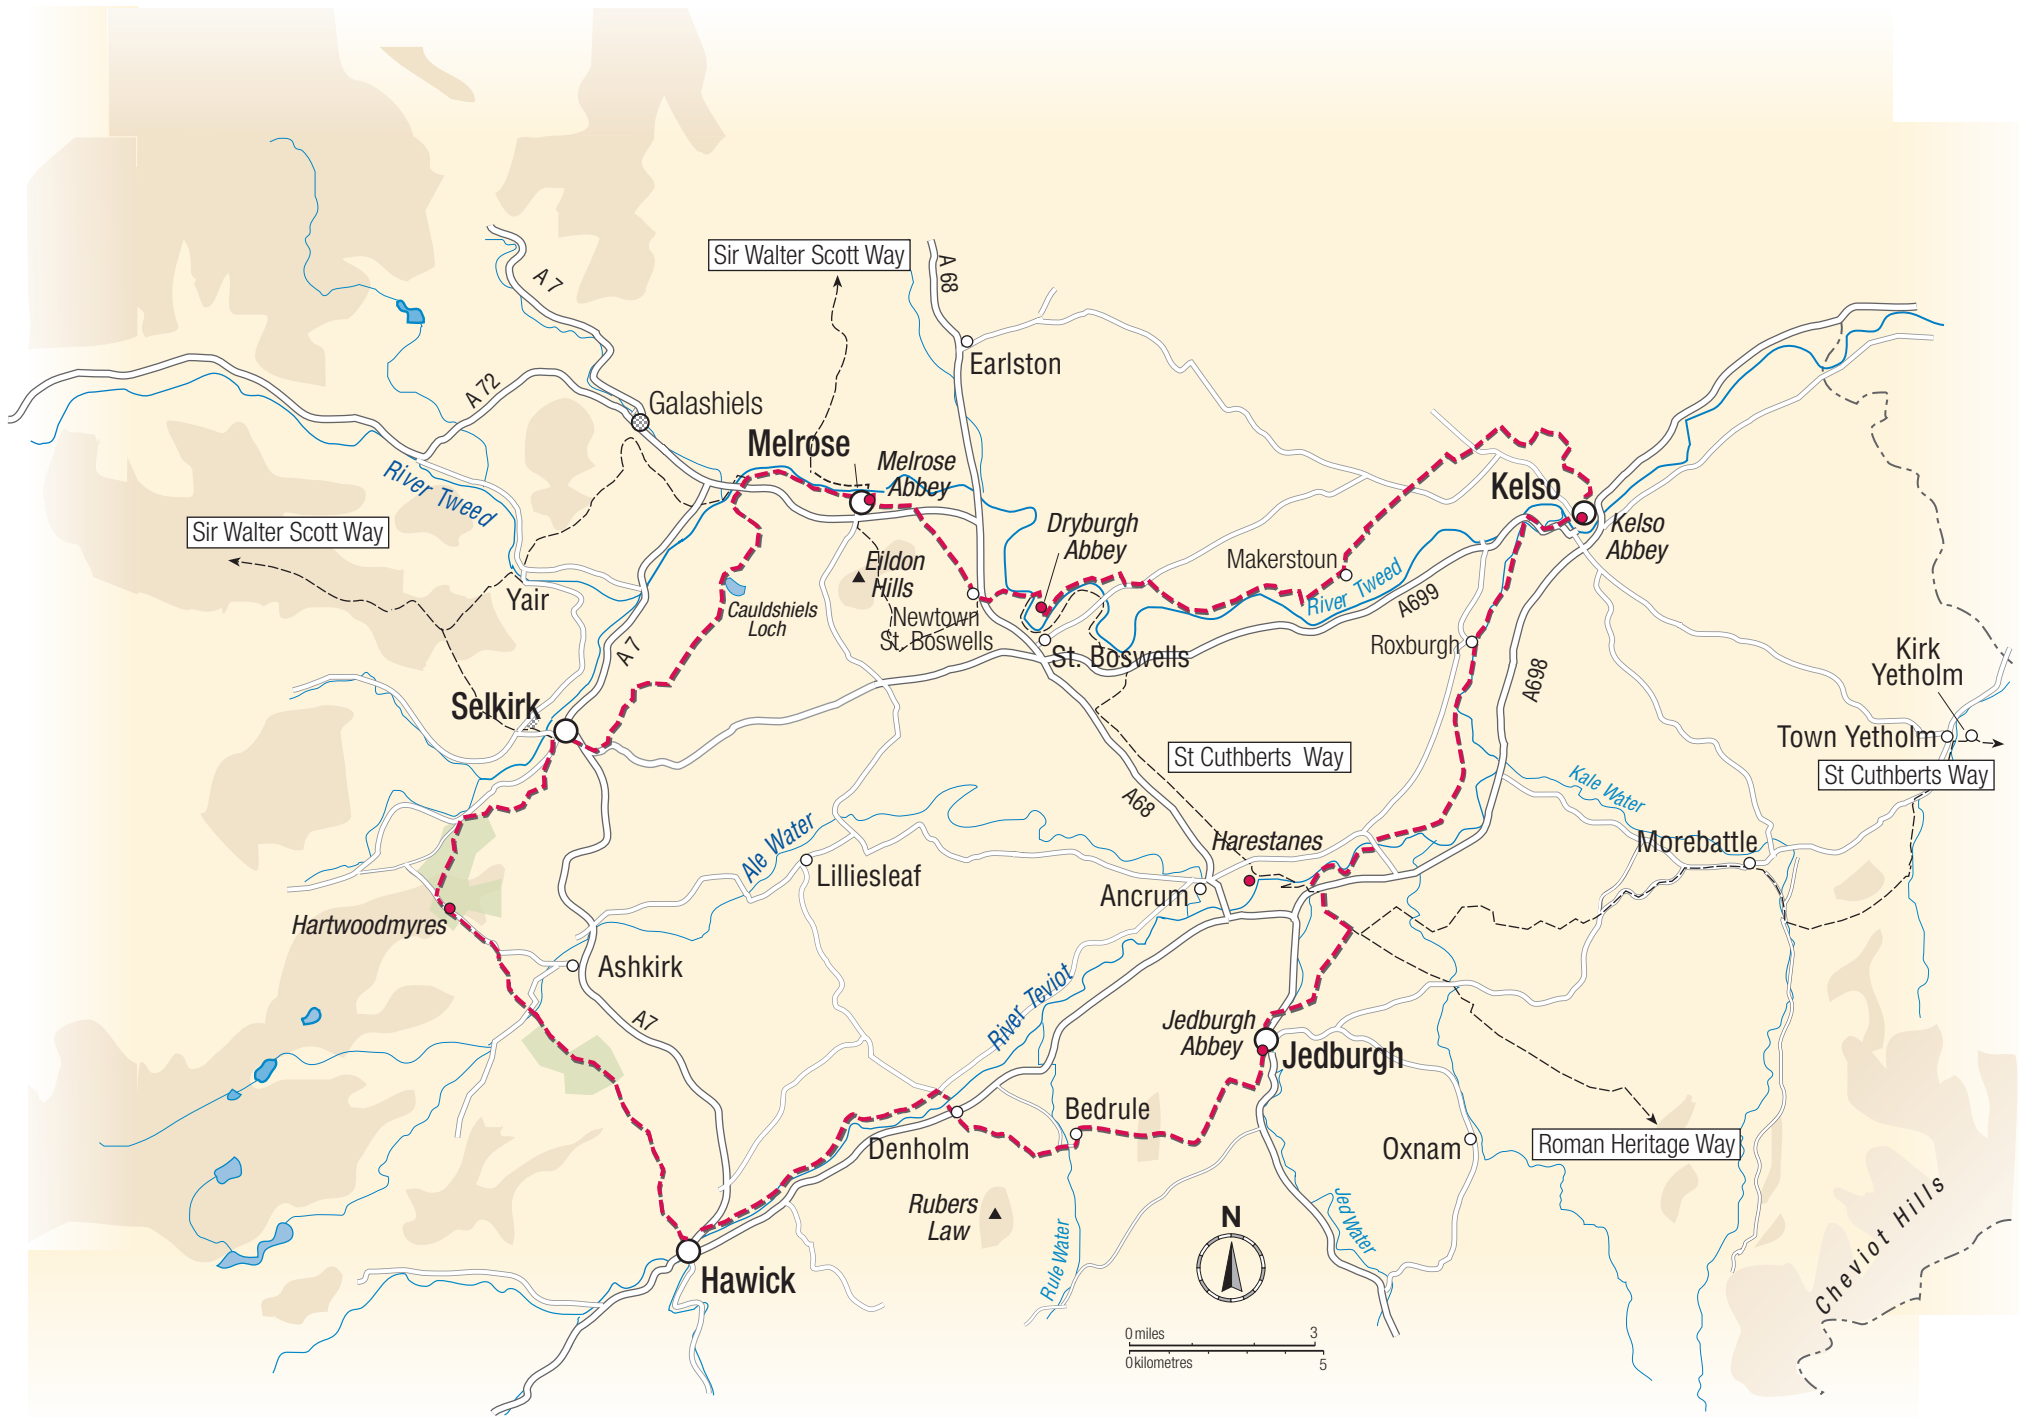 Sir Walter Scott Way
A 68
A 7
Earlston
A 72
Galashiels
Melrose
Melrose
Abbey
River Tweed
Kelso
Kelso
Abbey
Sir Walter Scott Way
Dryburgh
Abbey
Eildon
Hills
Makerstoun
River Tweed
A699
Yair
Cauldshiels
Loch
Newtown
St. Boswells
St. Boswells
Roxburgh
A 7
A698
Kirk
Yetholm
Selkirk
Town Yetholm
St Cuthberts Way
St Cuthberts Way
Kale Water
A68
Harestanes
Morebattle
Ale Water
Lilliesleaf
Ancrum
Hartwoodmyres
Ashkirk
River Teviot
A7
Jedburgh
Abbey
Jedburgh
Bedrule
Denholm
Oxnam
Roman Heritage Way
Rubers
Law
Rule Water
Jed Water
N
Cheviot Hills
Hawick
0 miles 3
0 kilometres 5